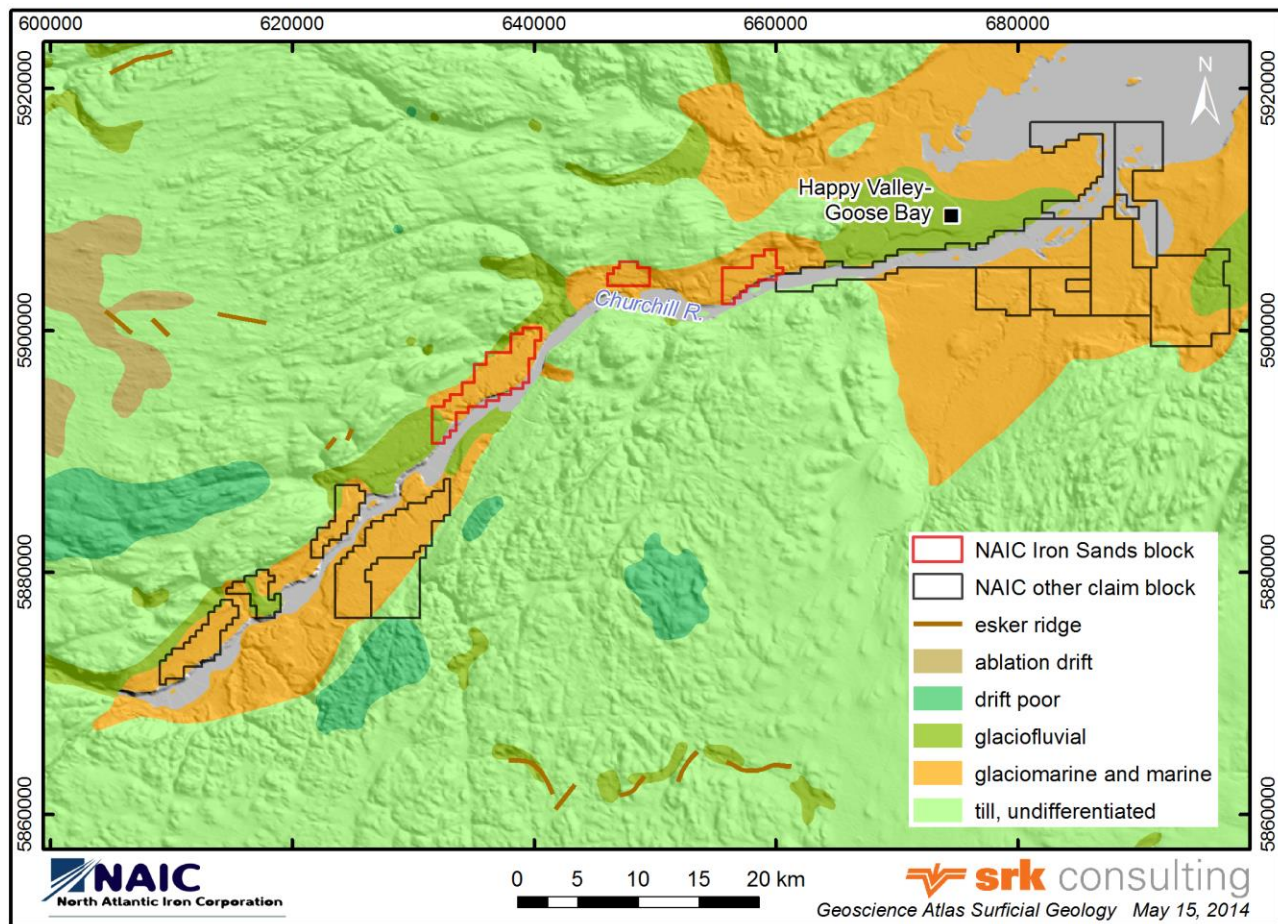 600000 620000 640000 660000 680000
5920000
5920000
N
Happy Valley-
Goose Bay
5900000
5900000
Churchill R.
5880000
5880000
5860000
5860000
NAIC Iron Sands block
NAIC other claim block
esker ridge
ablation drift
drift poor
glaciofluvial
glaciomarine and marine
till, undifferentiated
NAIC
North Atlantic Iron Corporation
0 5 10 15 20 km
srk consulting
Geoscience Atlas Surficial Geology May 15, 2014